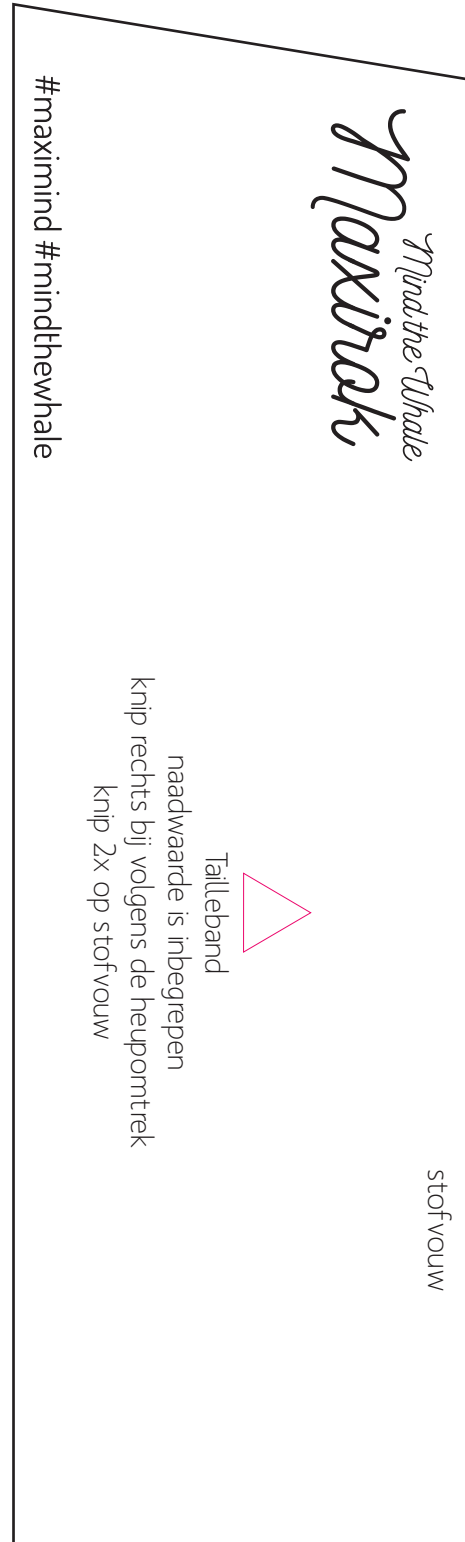 Mind the Whale
Maxirok
#maximind #mindthewhale
stofvouw
Tailleband
naadwaarde is inbegrepen
knip rechts bij volgens de heupomtrek
knip 2x op stofvouw